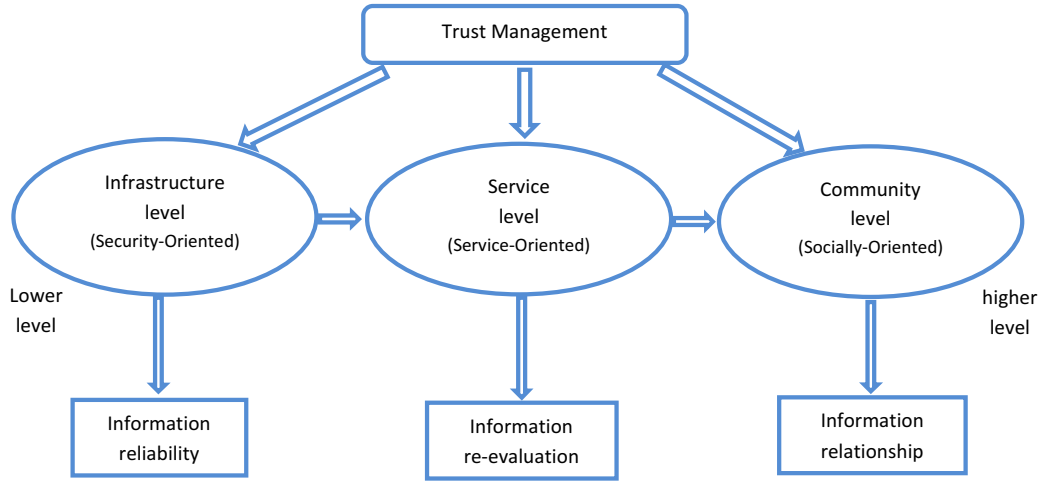 Trust Management
Infrastructure
level
(Security-Oriented)
Service
level
(Service-Oriented)
Community
level
(Socially-Oriented)
Lower
level
higher
level
Information
reliability
Information
re-evaluation
Information
relationship